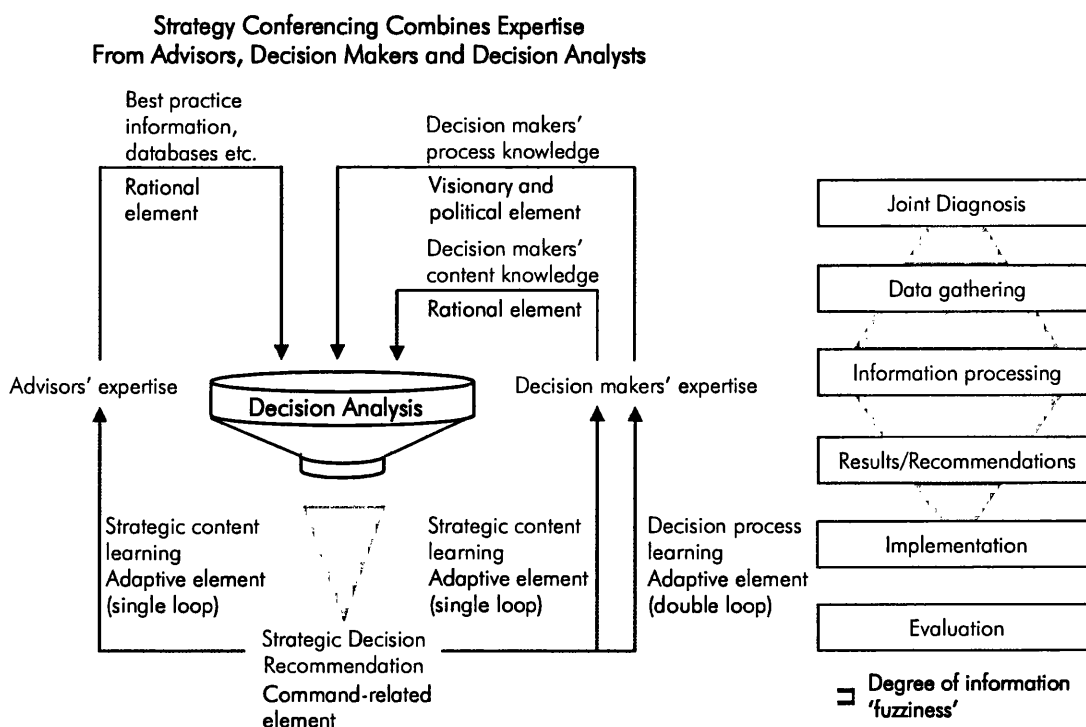 Strategy Conferencing Combines Expertise
From Advisors, Decision Makers and Decision Analysts
Best practice
information,
databases etc.
Rational
element
Decision makers'
process knowledge
Visionary and
political element
Decision makers'
content knowledge
Rational element
Advisors' expertise
Decision Analysis
Decision makers' expertise
Strategic content
learning
Adaptive element
(single loop)
Strategic content
learning
Adaptive element
(single loop)
Decision process
learning
Adaptive element
(double loop)
Strategic Decision
Recommendation
Command-related
element
Joint Diagnosis
Data gathering
Information processing
Results/Recommendations
Implementation
Evaluation
Degree of information
'fuzziness'